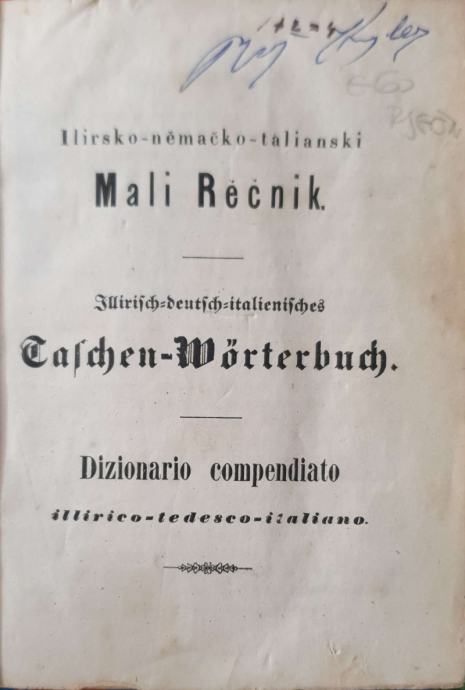 Ilirsko-němačko-talianski
Mali Rěčnik.
Illirisch-deutsch-italienisches
Taschen-Wörterbuch.
Dizionario compendiato
illirico-tedesco-italiano.